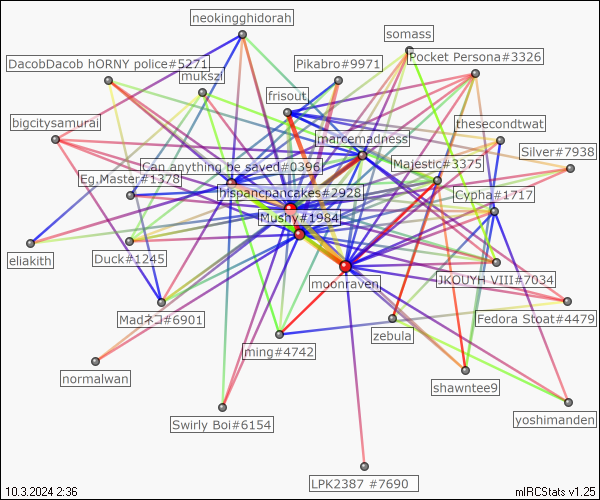 neokingghidorah
somass
DacobDacob hORNY police#5271
Pikabro#9971
Pocket Persona#3326
mukszi
frisout
bigcitysamurai
thesecondtwat
marcemadness
Silver#7938
Can anything be saved#0396
Majestic#3375
Eg.Master#1378
hispancpancakes#2928
Cypha#1717
Mushy#1984
eliakith
Duck#1245
moonraven
JKOUYH VIII#7034
Madネコ#6901
Fedora Stoat#4479
zebula
ming#4742
normalwan
shawntee9
Swirly Boi#6154
yoshimanden
LPK2387 #7690
10.3.2024 2:36
mIRCStats v1.25